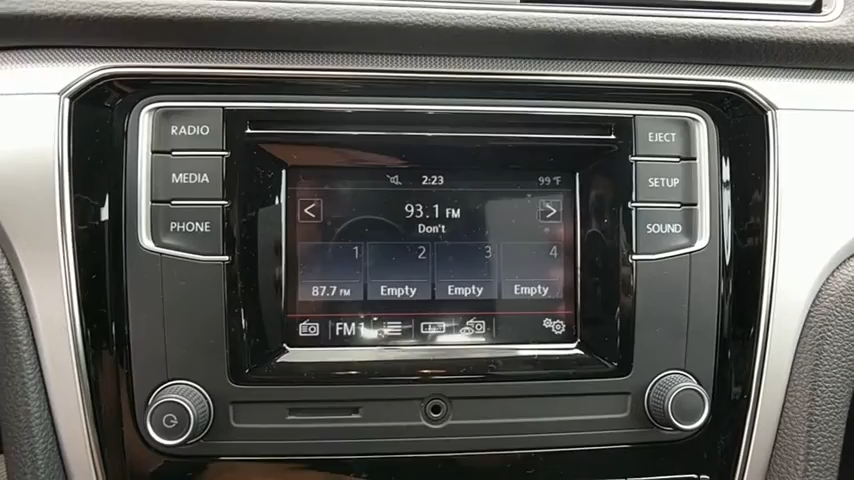 RADIO
MEDIA
PHONE
EJECT
SETUP
SOUND
2:23
99°F
93.1 FM
Don't
1
2
3
4
87.7 FM
Empty
Empty
Empty
FM1